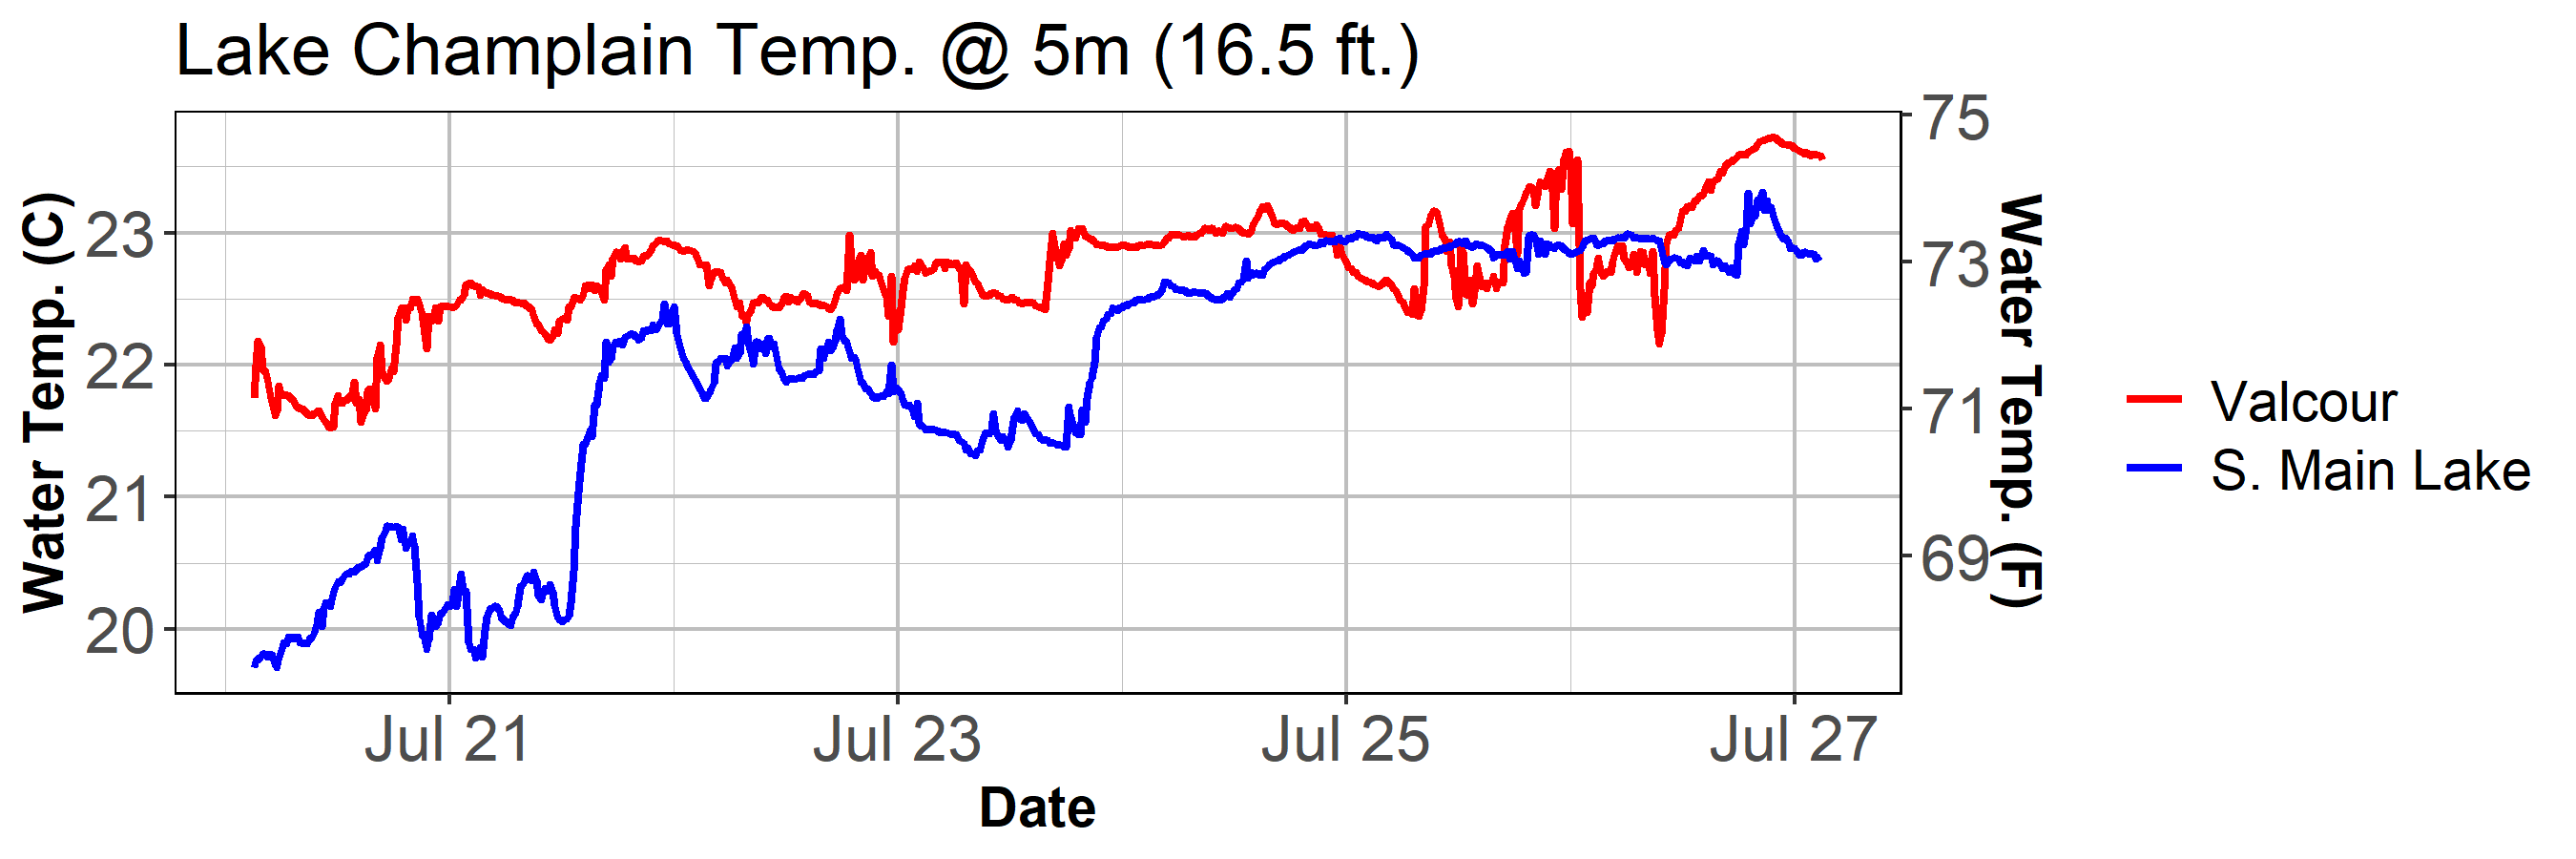 Lake Champlain Temp. @ 5m (16.5 ft.)
Water Temp. (C)
23
22
21
20
75
73
71
69
Water Temp. (F)
Jul 21
Jul 23
Jul 25
Jul 27
Date
Valcour
S. Main Lake